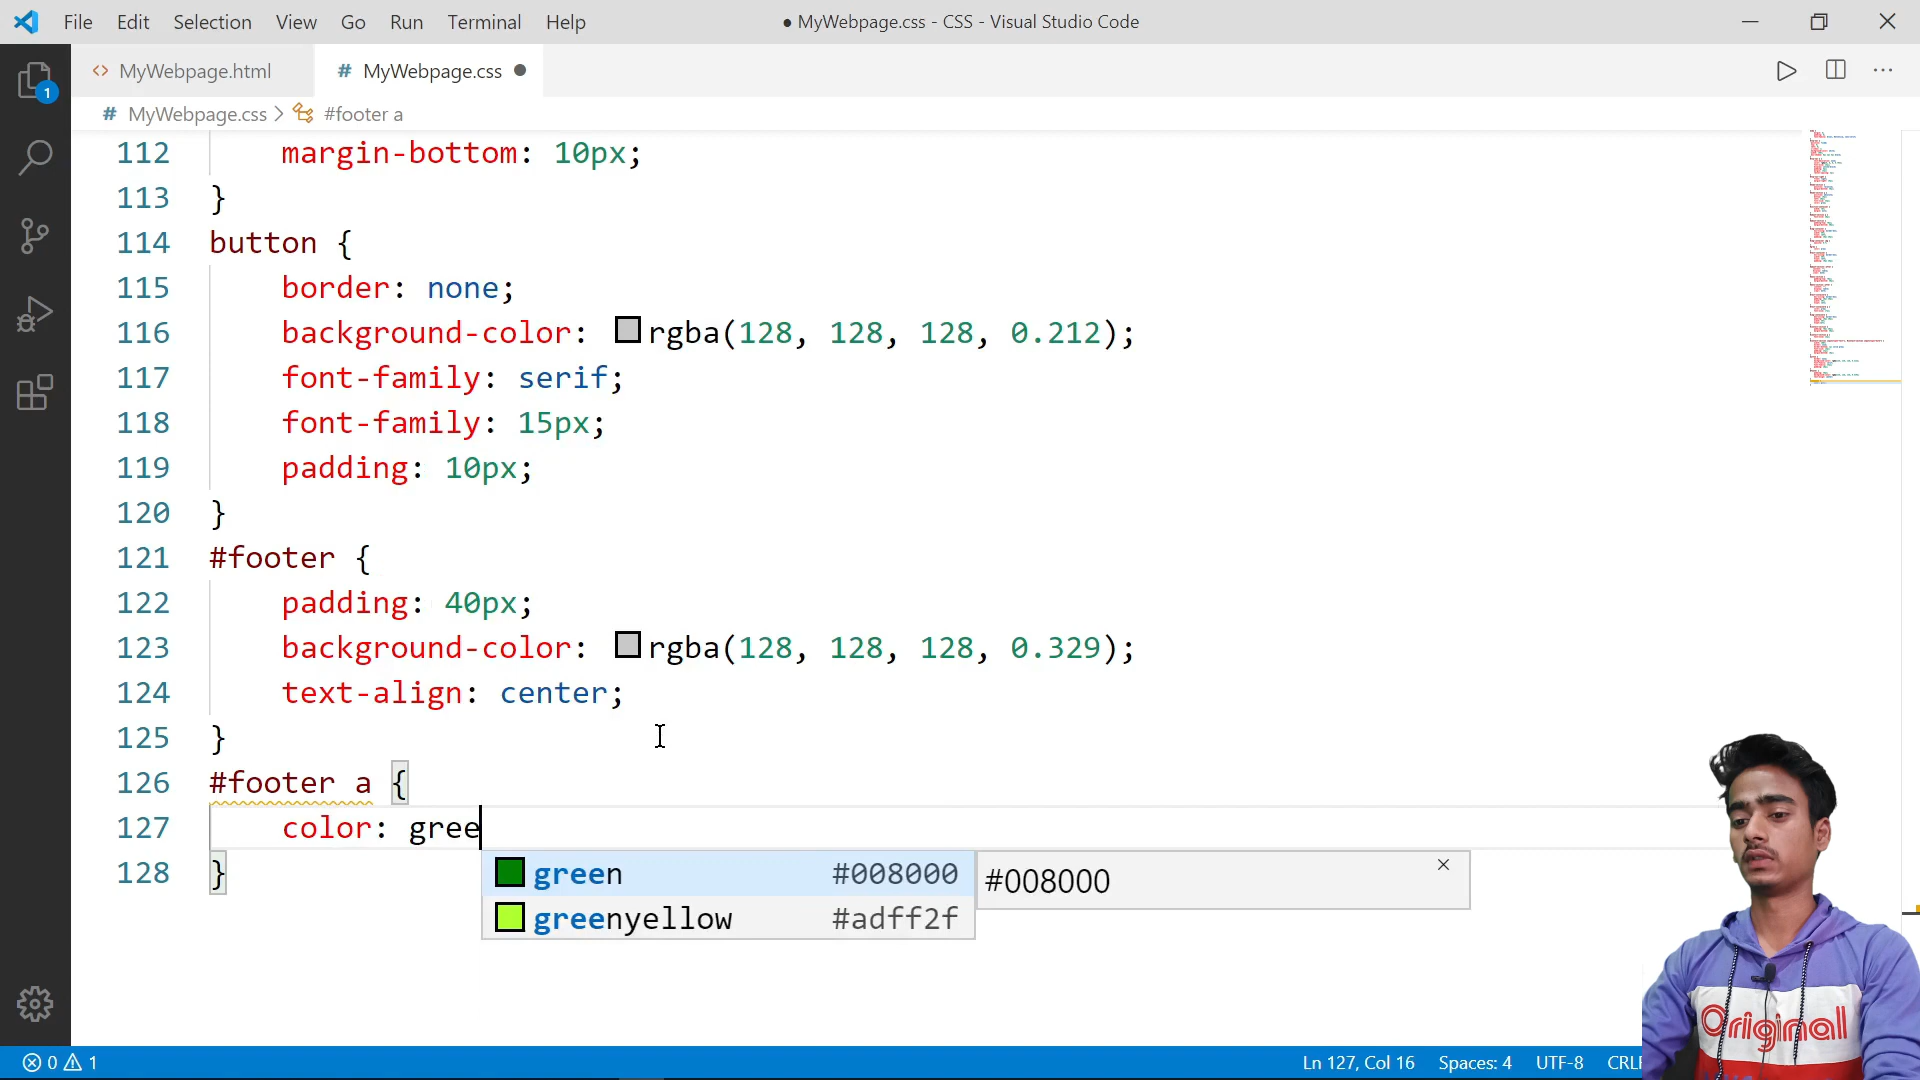 File Edit Selection View Go Run Terminal Help ● MyWebpage.css - CSS - Visual Studio Code
<> MyWebpage.html # MyWebpage.css ●
# MyWebpage.css > #footer a
1
112 margin-bottom: 10px;
113 }
114 button {
115 border: none;
116 background-color: rgba(128, 128, 128, 0.212);
117 font-family: serif;
118 font-family: 15px;
119 padding: 10px;
120 }
121 #footer {
122 padding: 40px;
123 background-color: rgba(128, 128, 128, 0.329);
124 text-align: center;
125 }
126 #footer a {
127 color: gree
128 }
green #008000 #008000
greenyellow #adff2f
Original
0 1 Ln 127, Col 16 Spaces: 4 UTF-8 CRLF